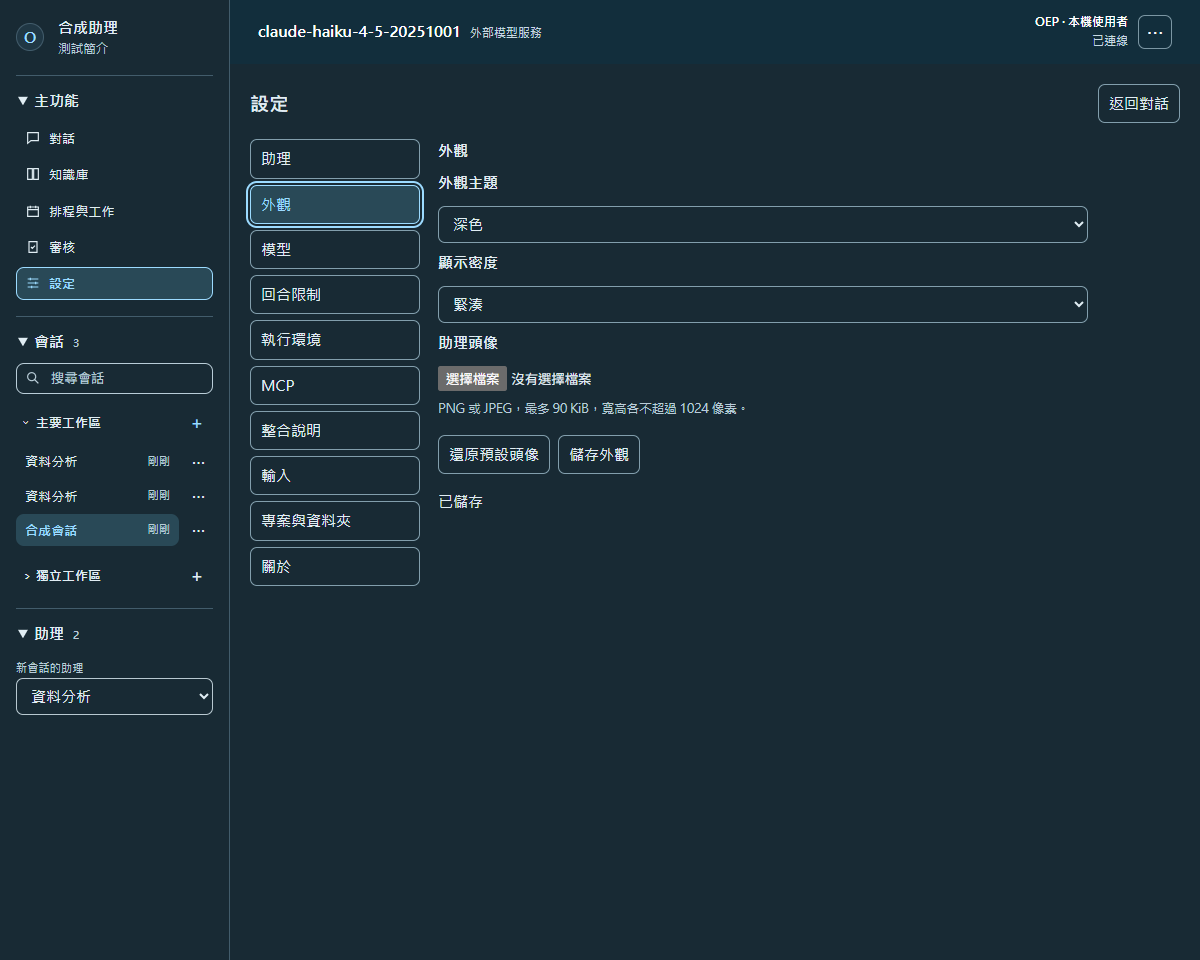 O
合成助理
測試簡介
▼ 主功能
對話
知識庫
排程與工作
審核
設定
▼ 會話 3
搜尋會話
主要工作區 +
資料分析 剛剛 ...
資料分析 剛剛 ...
合成會話 剛剛 ...
獨立工作區 +
▼ 助理 2
新會話的助理
資料分析
claude-haiku-4-5-20251001 外部模型服務
OEP · 本機使用者
已連線
...
設定
返回對話
助理
外觀
模型
回合限制
執行環境
MCP
整合說明
輸入
專案與資料夾
關於
外觀
外觀主題
深色
顯示密度
緊湊
助理頭像
選擇檔案 沒有選擇檔案
PNG 或 JPEG，最多 90 KiB，寬高各不超過 1024 像素。
還原預設頭像 儲存外觀
已儲存